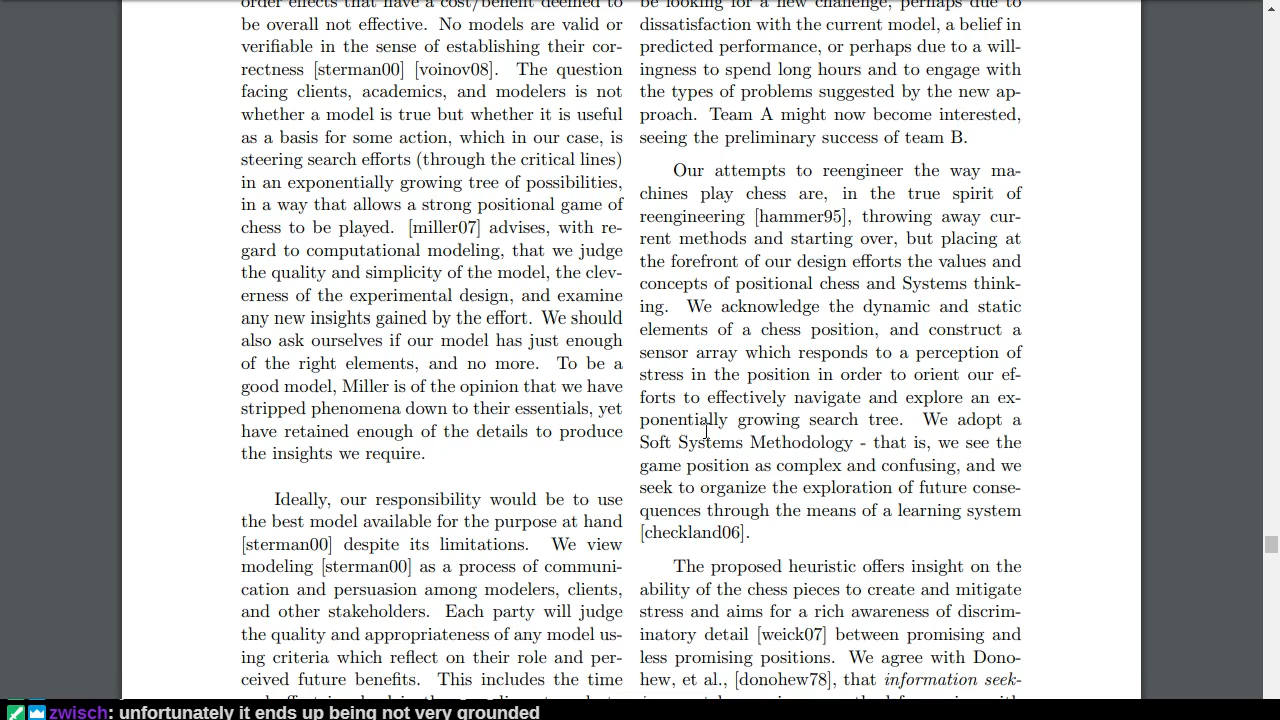 order effects that have a cost/benefit deemed to
be overall not effective. No models are valid or
verifiable in the sense of establishing their cor-
rectness [sterman00] [voinov08]. The question
facing clients, academics, and modelers is not
whether a model is true but whether it is useful
as a basis for some action, which in our case, is
steering search efforts (through the critical lines)
in an exponentially growing tree of possibilities,
in a way that allows a strong positional game of
chess to be played. [miller07] advises, with re-
gard to computational modeling, that we judge
the quality and simplicity of the model, the clev-
erness of the experimental design, and examine
any new insights gained by the effort. We should
also ask ourselves if our model has just enough
of the right elements, and no more. To be a
good model, Miller is of the opinion that we have
stripped phenomena down to their essentials, yet
have retained enough of the details to produce
the insights we require.
Ideally, our responsibility would be to use
the best model available for the purpose at hand
[sterman00] despite its limitations. We view
modeling [sterman00] as a process of communi-
cation and persuasion among modelers, clients,
and other stakeholders. Each party will judge
the quality and appropriateness of any model us-
ing criteria which reflect on their role and per-
ceived future benefits. This includes the time
be looking for a new challenge, perhaps due to
dissatisfaction with the current model, a belief in
predicted performance, or perhaps due to a will-
ingness to spend long hours and to engage with
the types of problems suggested by the new ap-
proach. Team A might now become interested,
seeing the preliminary success of team B.
Our attempts to reengineer the way ma-
chines play chess are, in the true spirit of
reengineering [hammer95], throwing away cur-
rent methods and starting over, but placing at
the forefront of our design efforts the values and
concepts of positional chess and Systems think-
ing. We acknowledge the dynamic and static
elements of a chess position, and construct a
sensor array which responds to a perception of
stress in the position in order to orient our ef-
forts to effectively navigate and explore an ex-
ponentially growing search tree. We adopt a
Soft Systems Methodology - that is, we see the
game position as complex and confusing, and we
seek to organize the exploration of future conse-
quences through the means of a learning system
[checkland06].
The proposed heuristic offers insight on the
ability of the chess pieces to create and mitigate
stress and aims for a rich awareness of discrim-
inatory detail [weick07] between promising and
less promising positions. We agree with Dono-
hew, et al., [donohew78], that information seek-
zwisch: unfortunately it ends up being not very grounded